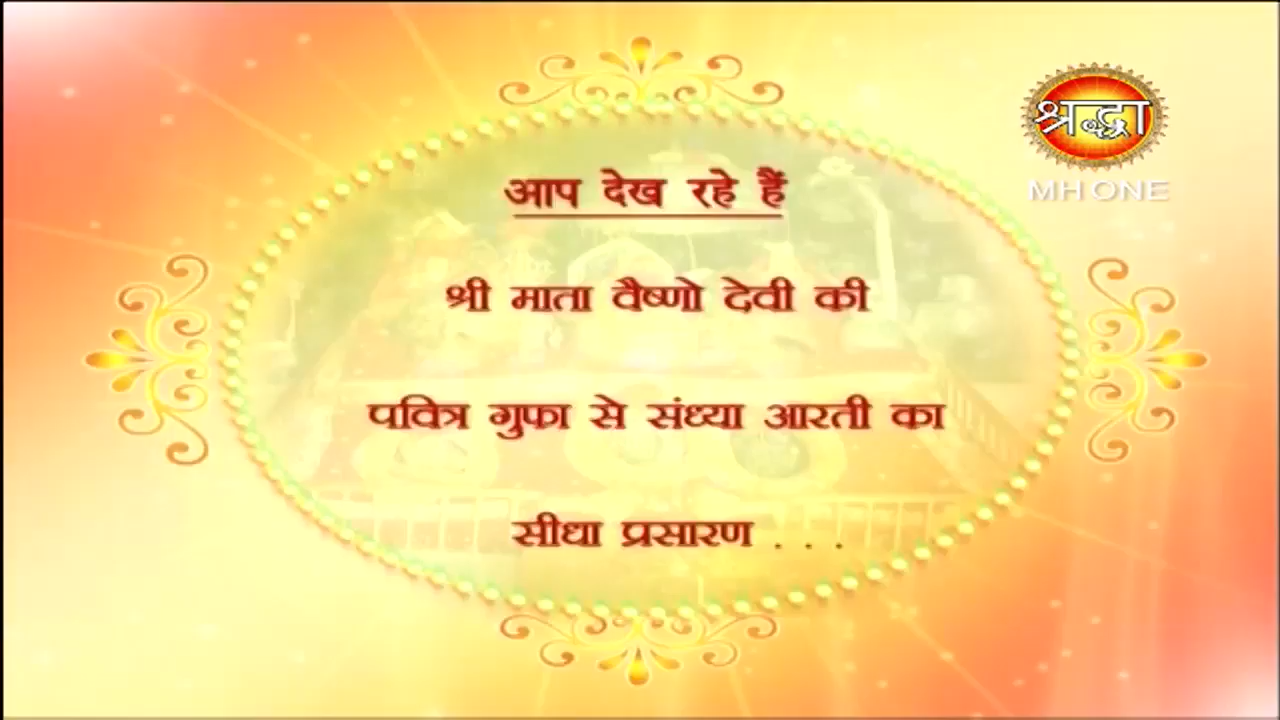 श्रद्धा
MH ONE
आप देख रहे हैं
श्री माता वैष्णो देवी की
पवित्र गुफा से संध्या आरती का
सीधा प्रसारण . . .